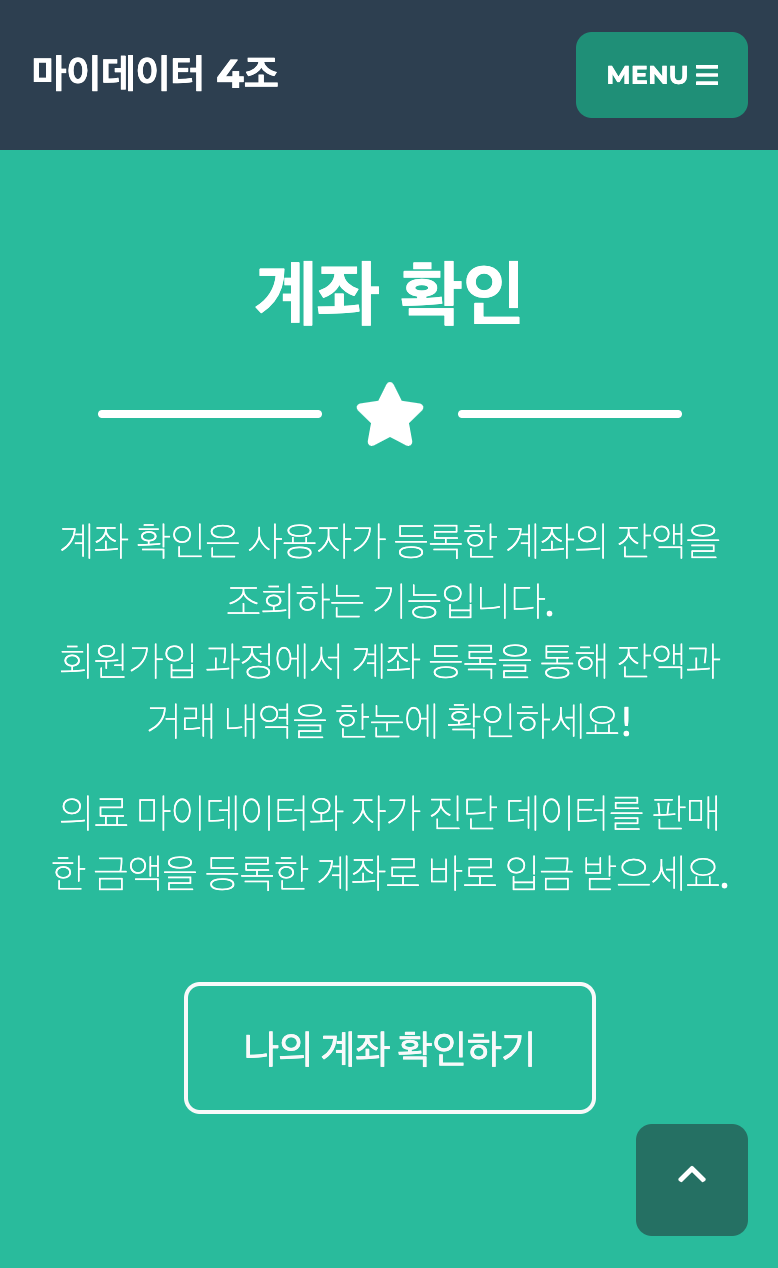 마이데이터 4조
MENU
계좌 확인
계좌 확인은 사용자가 등록한 계좌의 잔액을
조회하는 기능입니다.
회원가입 과정에서 계좌 등록을 통해 잔액과
거래 내역을 한눈에 확인하세요!
의료 마이데이터와 자가 진단 데이터를 판매
한 금액을 등록한 계좌로 바로 입금 받으세요.
나의 계좌 확인하기